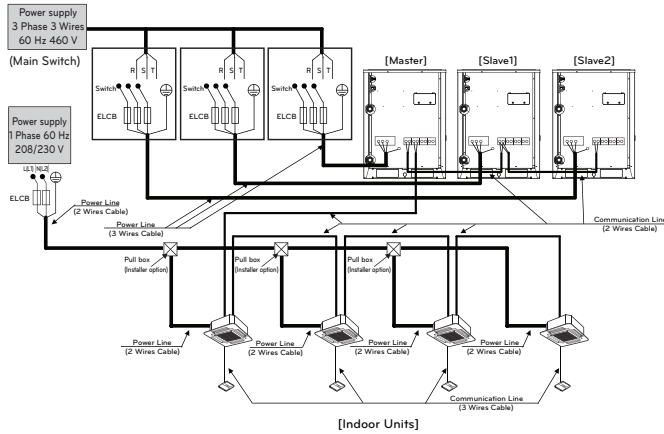 Power supply
3 Phase 3 Wires
60 Hz 460 V
(Main Switch)
R S T
R S T
R S T
Switch
Switch
Switch
ELCB
ELCB
ELCB
[Master]
[Slave1]
[Slave2]
Power supply
1 Phase 60 Hz
208/230 V
L(L1) N(L2)
ELCB
Power Line
(2 Wires Cable)
Power Line
(3 Wires Cable)
Communication Line
(2 Wires Cable)
Pull box
(Installer option)
Pull box
(Installer option)
Pull box
(Installer option)
Power Line
(2 Wires Cable)
Power Line
(2 Wires Cable)
Power Line
(2 Wires Cable)
Power Line
(2 Wires Cable)
Communication Line
(3 Wires Cable)
[Indoor Units]